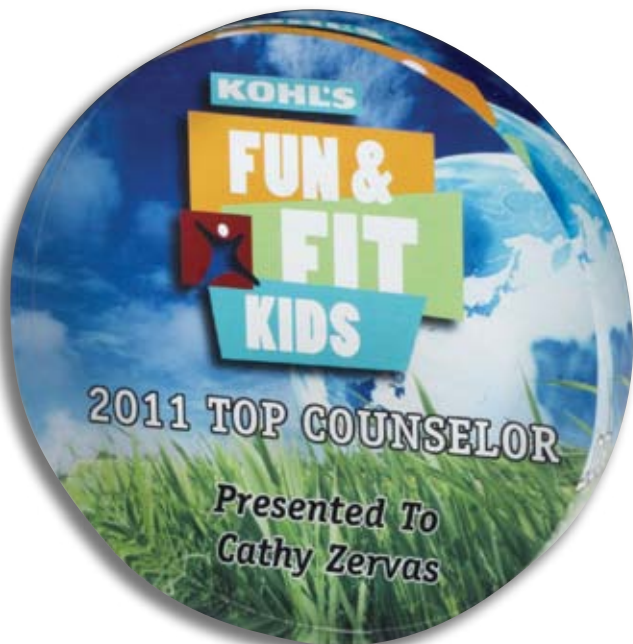 KOHL'S
FUN &
FIT
KIDS
2011 TOP COUNSELOR
Presented To
Cathy Zervas